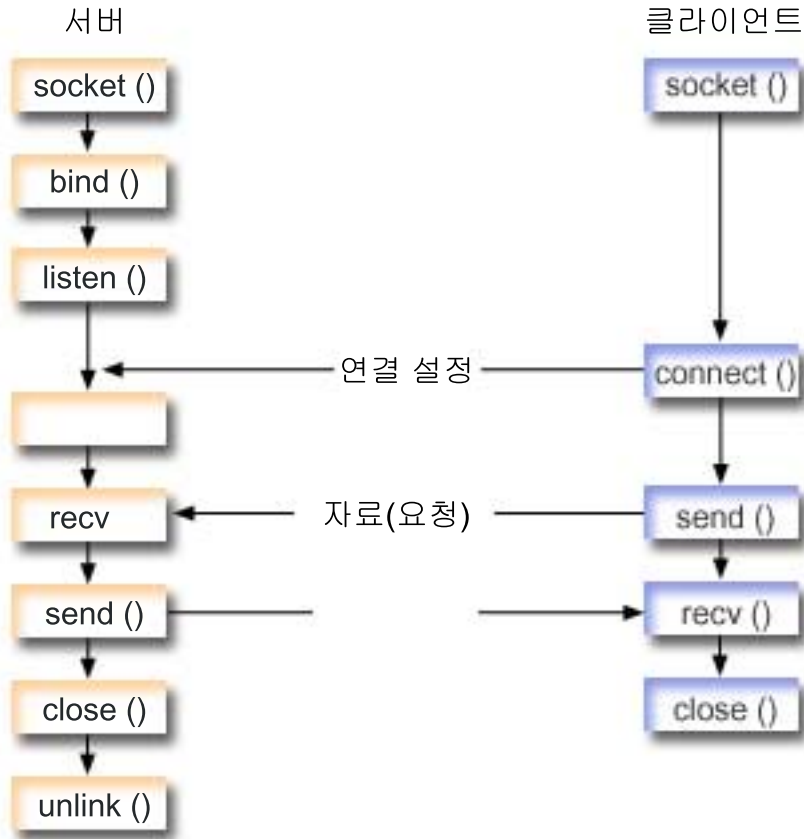 서버
클라이언트
socket ()
socket ()
bind ()
listen ()
연결 설정
connect ()
recv
자료(요청)
send ()
send ()
recv ()
close ()
close ()
unlink ()